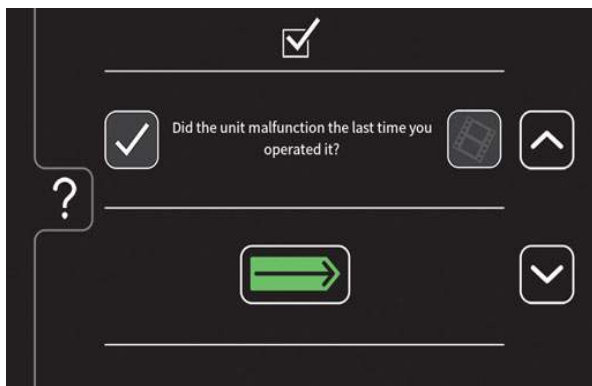 Did the unit malfunction the last time you
operated it?
?